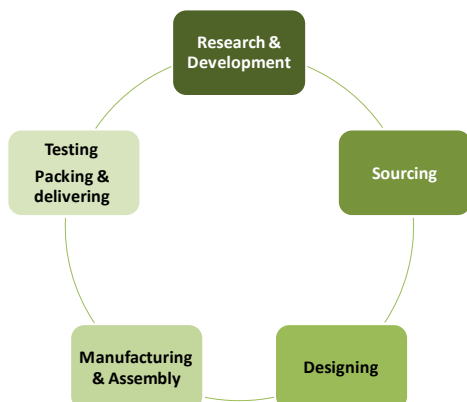 Research &
Development
Sourcing
Designing
Manufacturing
& Assembly
Testing
Packing &
delivering